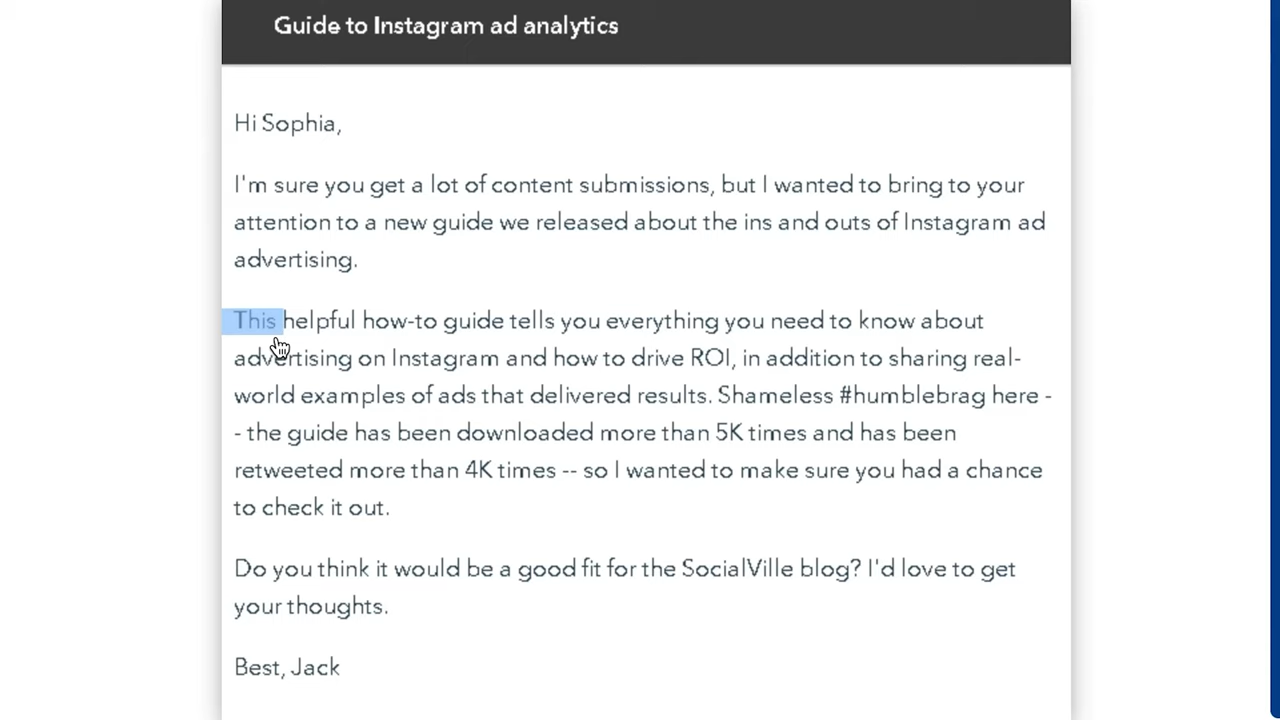 Guide to Instagram ad analytics
Hi Sophia,
I'm sure you get a lot of content submissions, but I wanted to bring to your
attention to a new guide we released about the ins and outs of Instagram ad
advertising.
This helpful how-to guide tells you everything you need to know about
advertising on Instagram and how to drive ROI, in addition to sharing real-
world examples of ads that delivered results. Shameless #humblebrag here -
- the guide has been downloaded more than 5K times and has been
retweeted more than 4K times -- so I wanted to make sure you had a chance
to check it out.
Do you think it would be a good fit for the SocialVille blog? I'd love to get
your thoughts.
Best, Jack